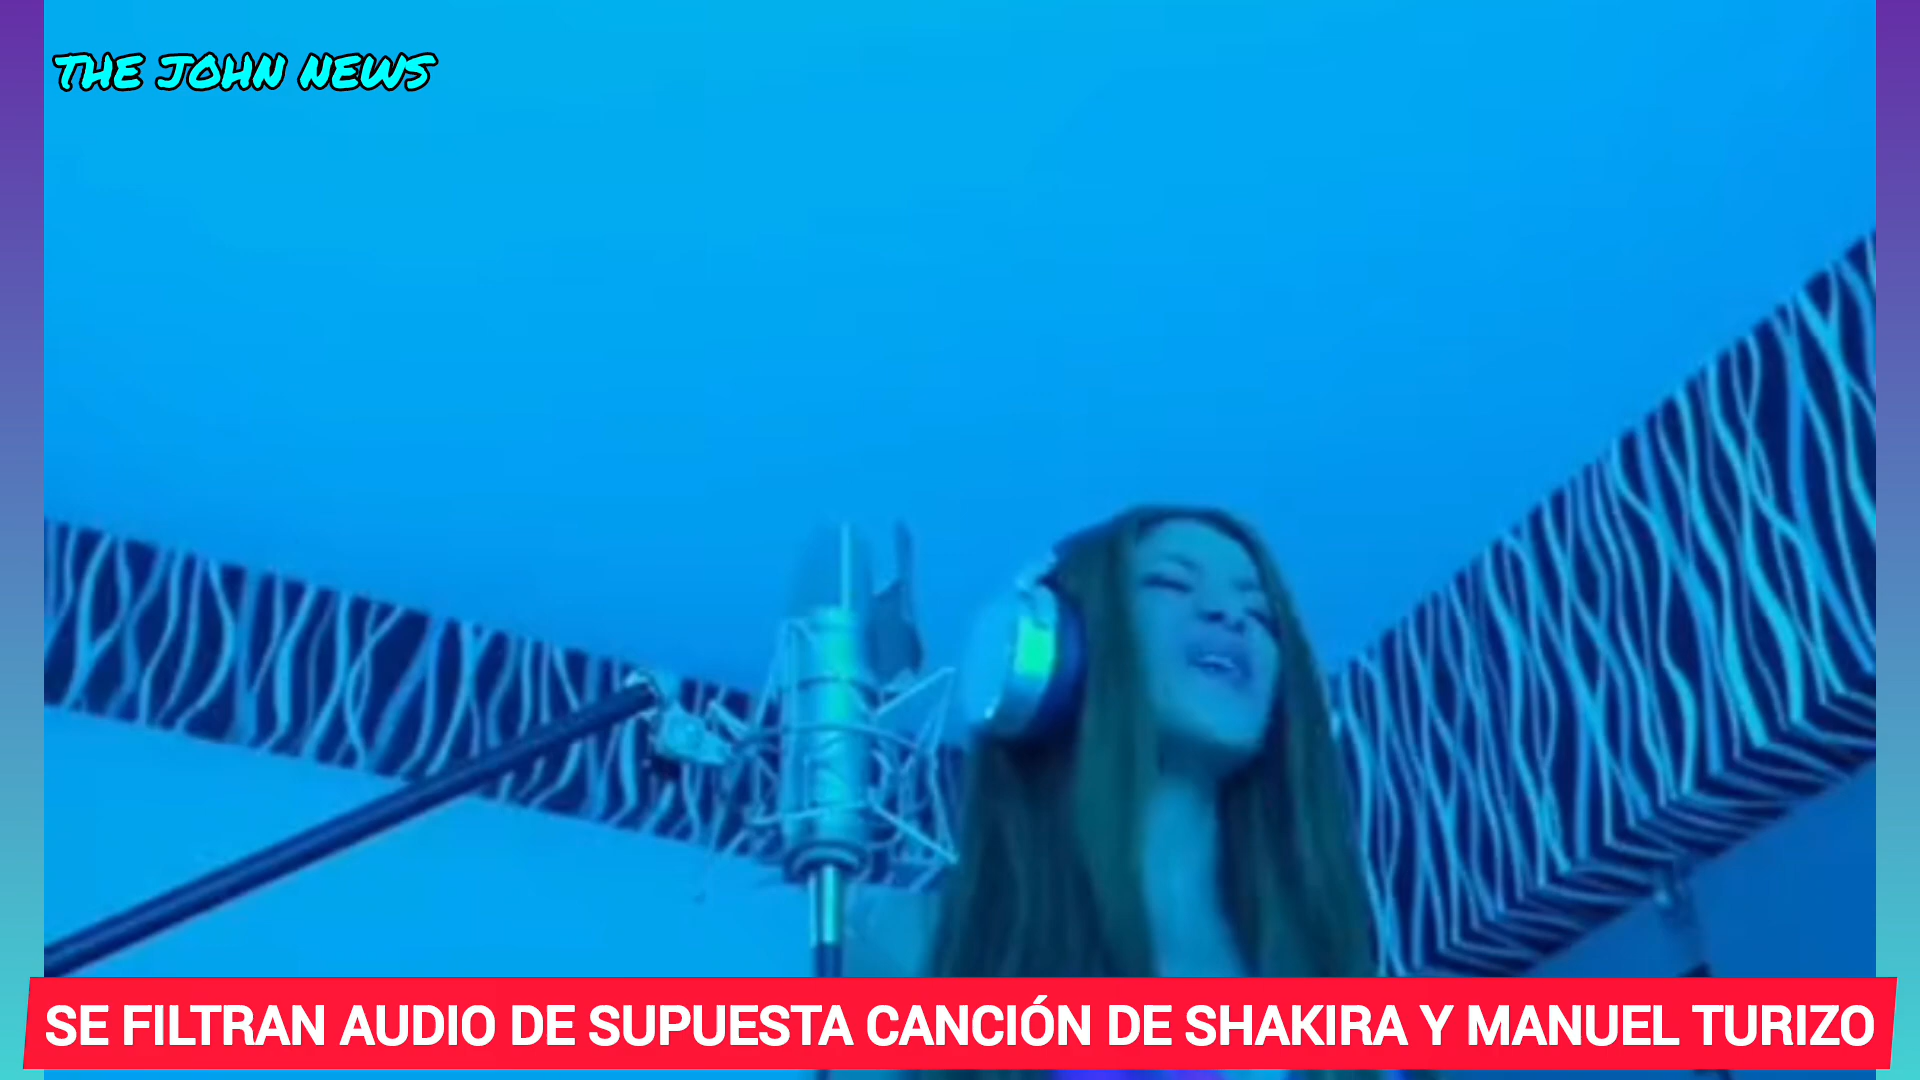 THE JOHN NEWS
SE FILTRAN AUDIO DE SUPUESTA CANCIÓN DE SHAKIRA Y MANUEL TURIZO